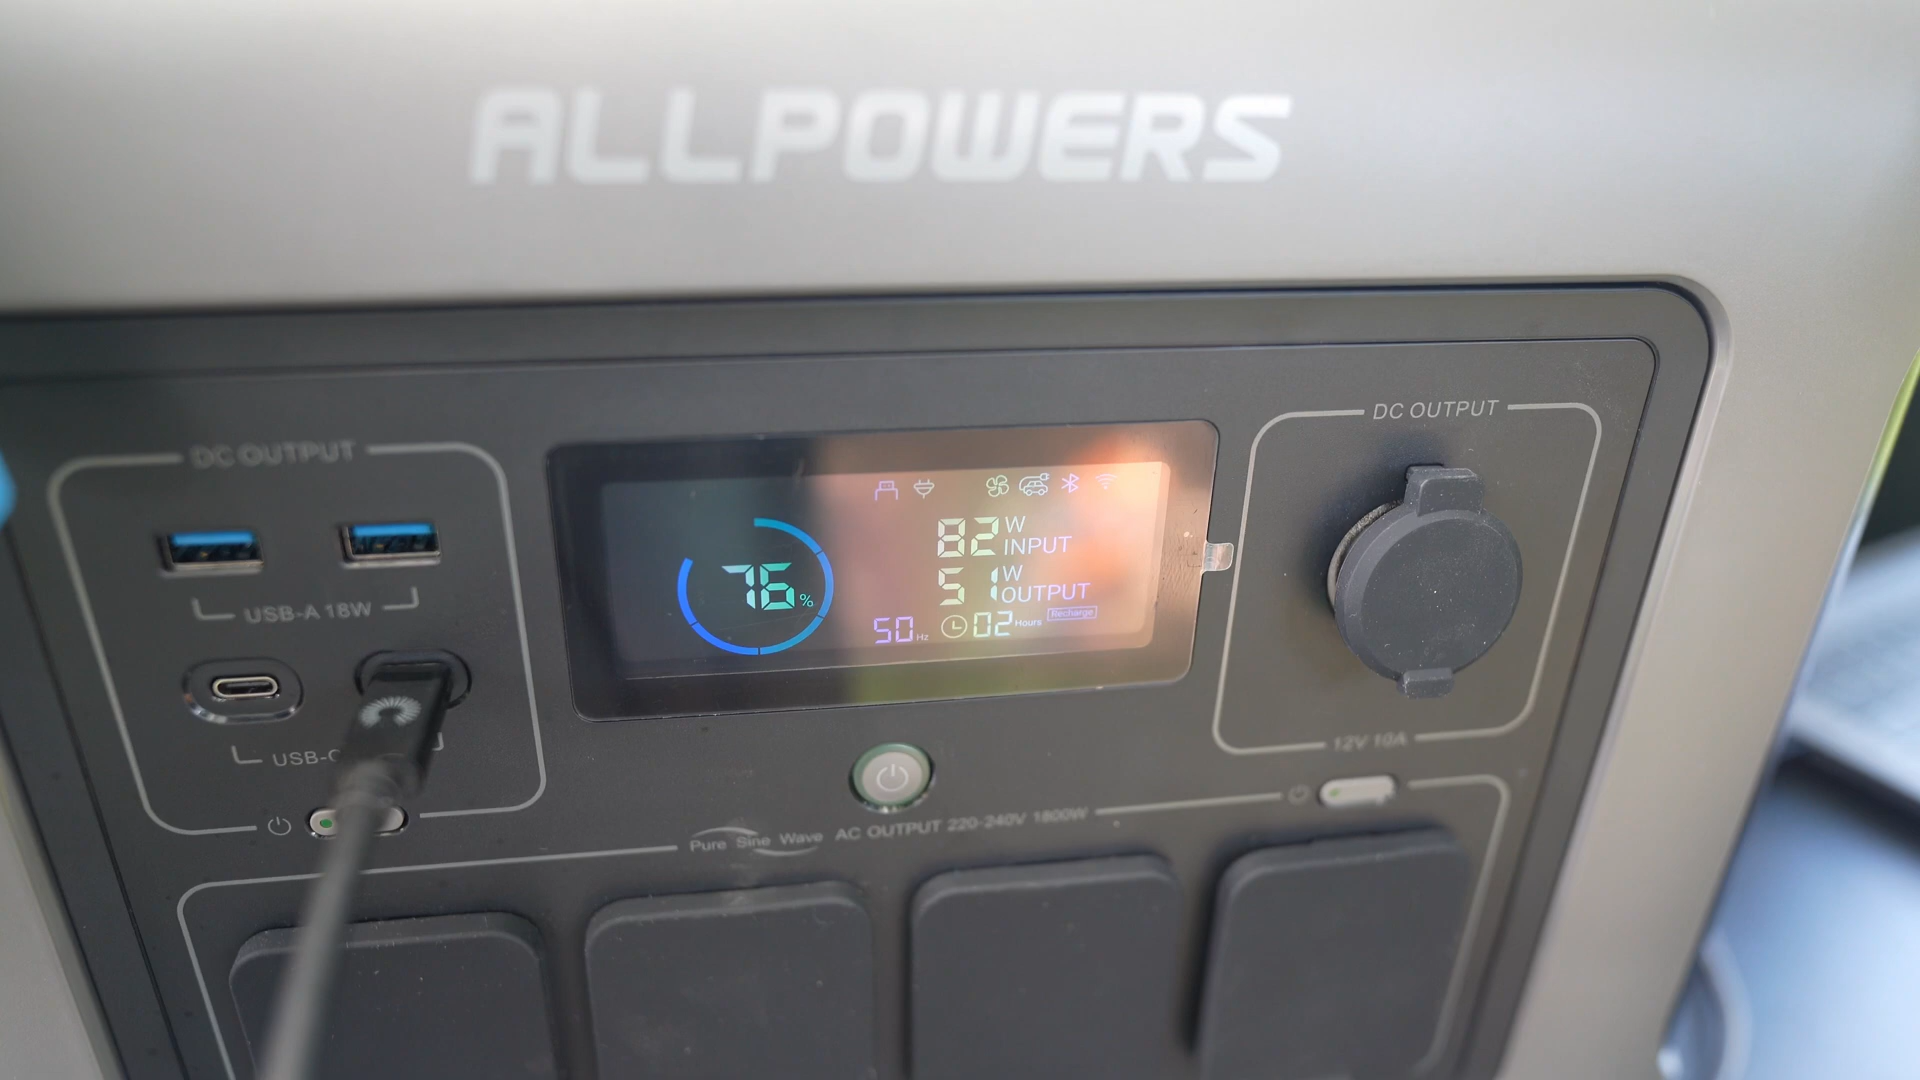 ALLPOWERS
DC OUTPUT
USB-A 18W
USB-C
76%
82 W INPUT
51 W OUTPUT
50 Hz 02 Hours Recharge
DC OUTPUT
12V 10A
Pure Sine Wave AC OUTPUT 220-240V 1800W